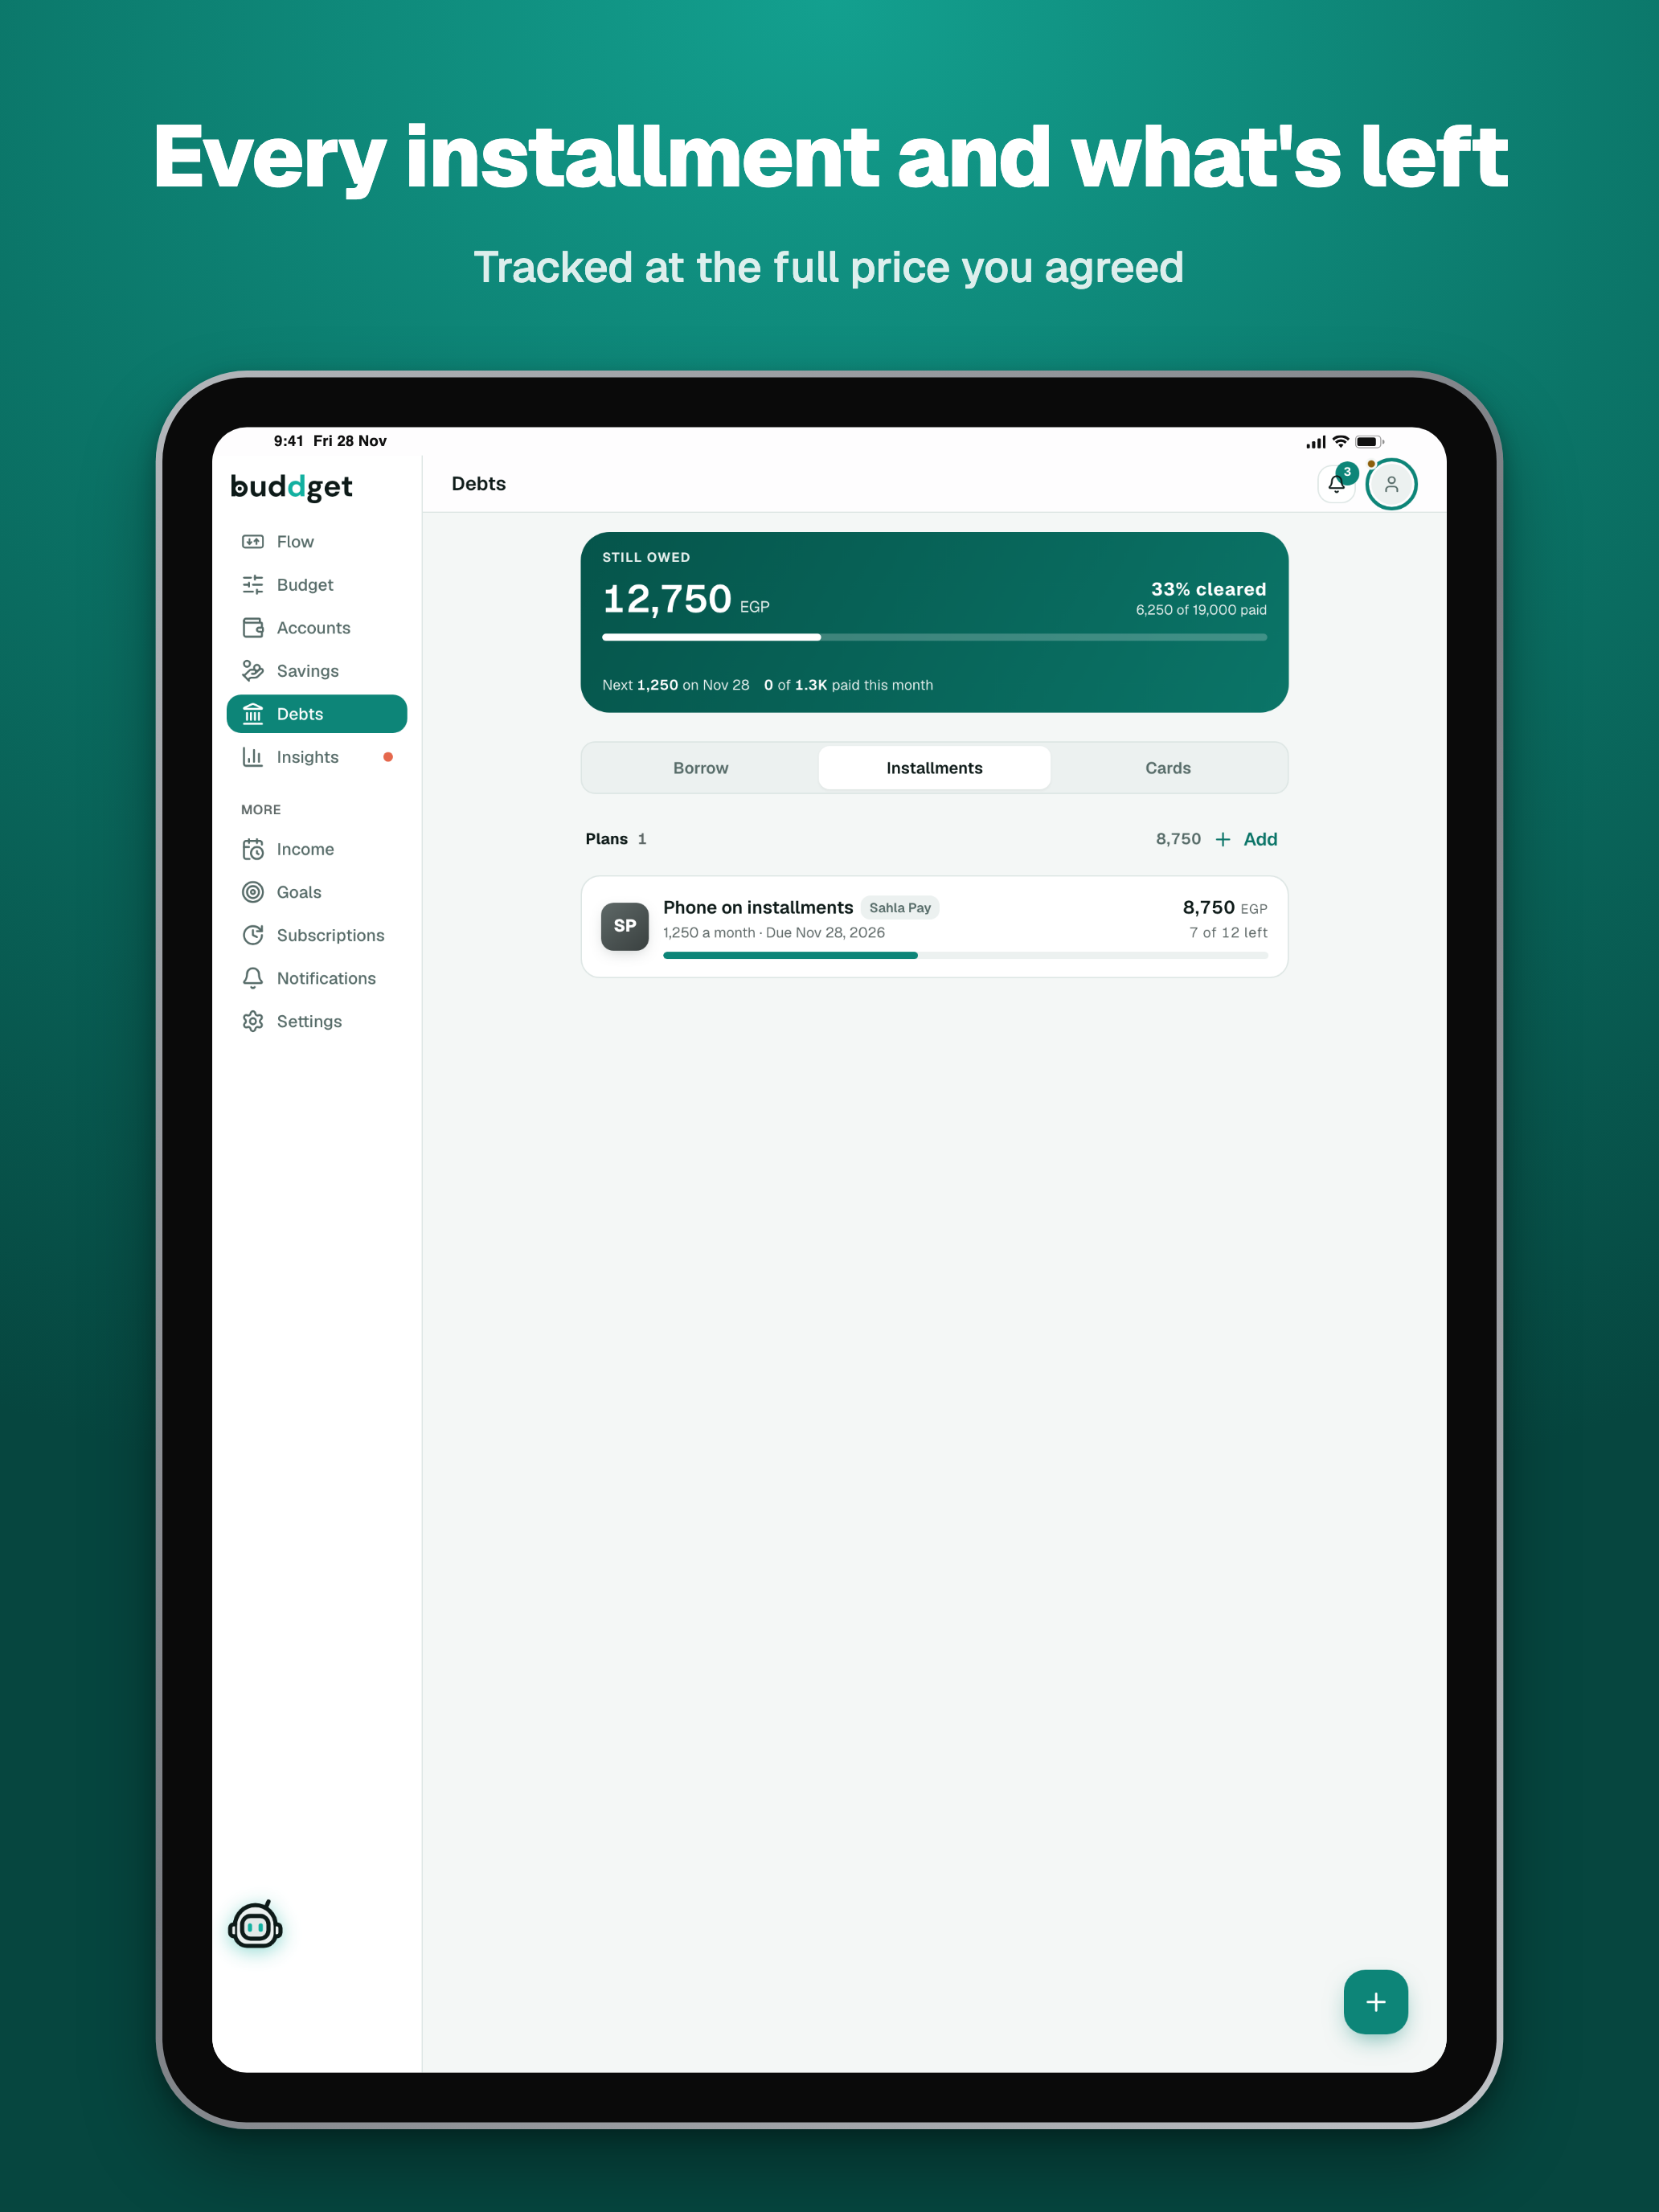 Every installment and what's left
Tracked at the full price you agreed
9:41 Fri 28 Nov
buddget
Debts
3
Flow
Budget
Accounts
Savings
Debts
Insights
MORE
Income
Goals
Subscriptions
Notifications
Settings
STILL OWED
12,750 EGP
33% cleared
6,250 of 19,000 paid
Next 1,250 on Nov 28 0 of 1.3K paid this month
Borrow
Installments
Cards
Plans 1
8,750 + Add
SP
Phone on installments Sahla Pay
8,750 EGP
1,250 a month · Due Nov 28, 2026
7 of 12 left